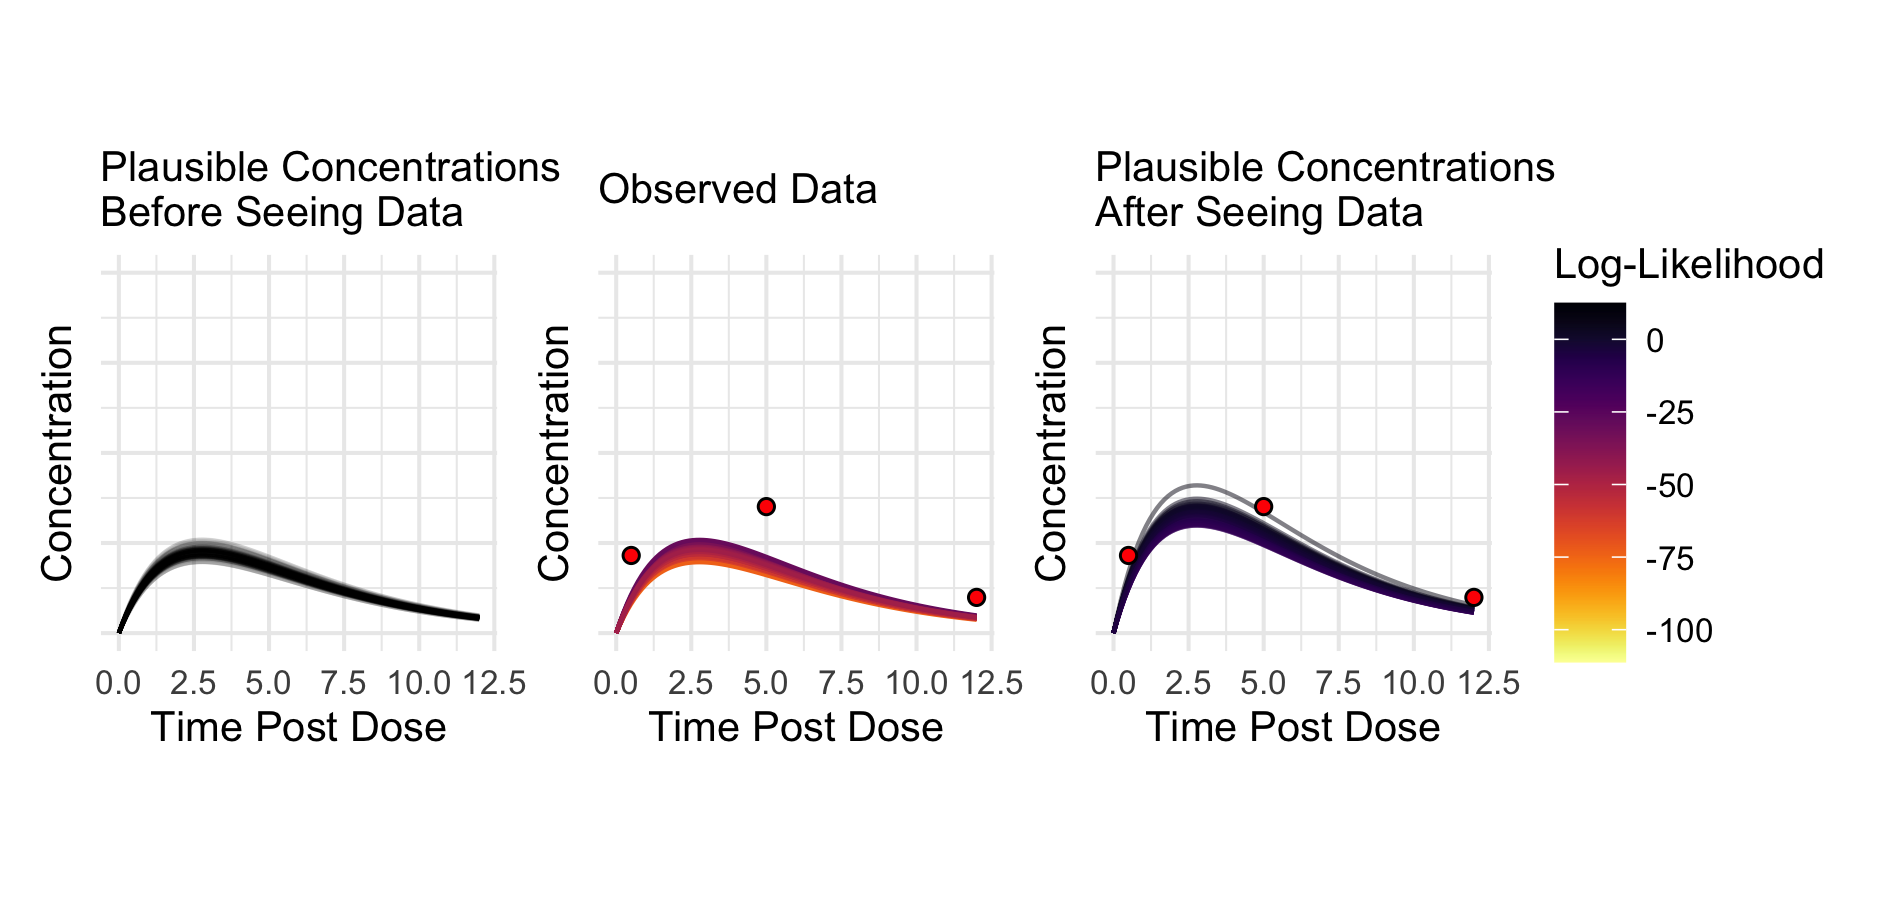 Plausible Concentrations
Before Seeing Data
Concentration
0.0 2.5 5.0 7.5 10.0 12.5
Time Post Dose
Observed Data
Concentration
0.0 2.5 5.0 7.5 10.0 12.5
Time Post Dose
Plausible Concentrations
After Seeing Data
Concentration
0.0 2.5 5.0 7.5 10.0 12.5
Time Post Dose
Log-Likelihood
0
-25
-50
-75
-100